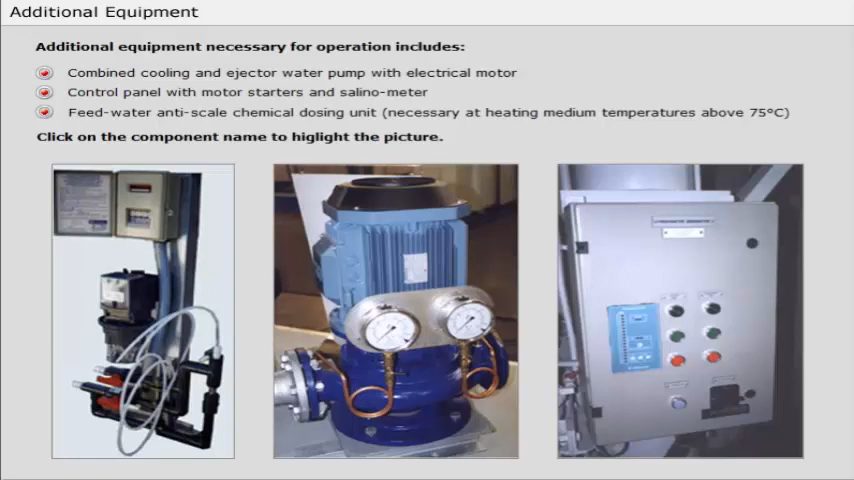 Additional Equipment
Additional equipment necessary for operation includes:
Combined cooling and ejector water pump with electrical motor
Control panel with motor starters and salino-meter
Feed-water anti-scale chemical dosing unit (necessary at heating medium temperatures above 75°C)
Click on the component name to higlight the picture.